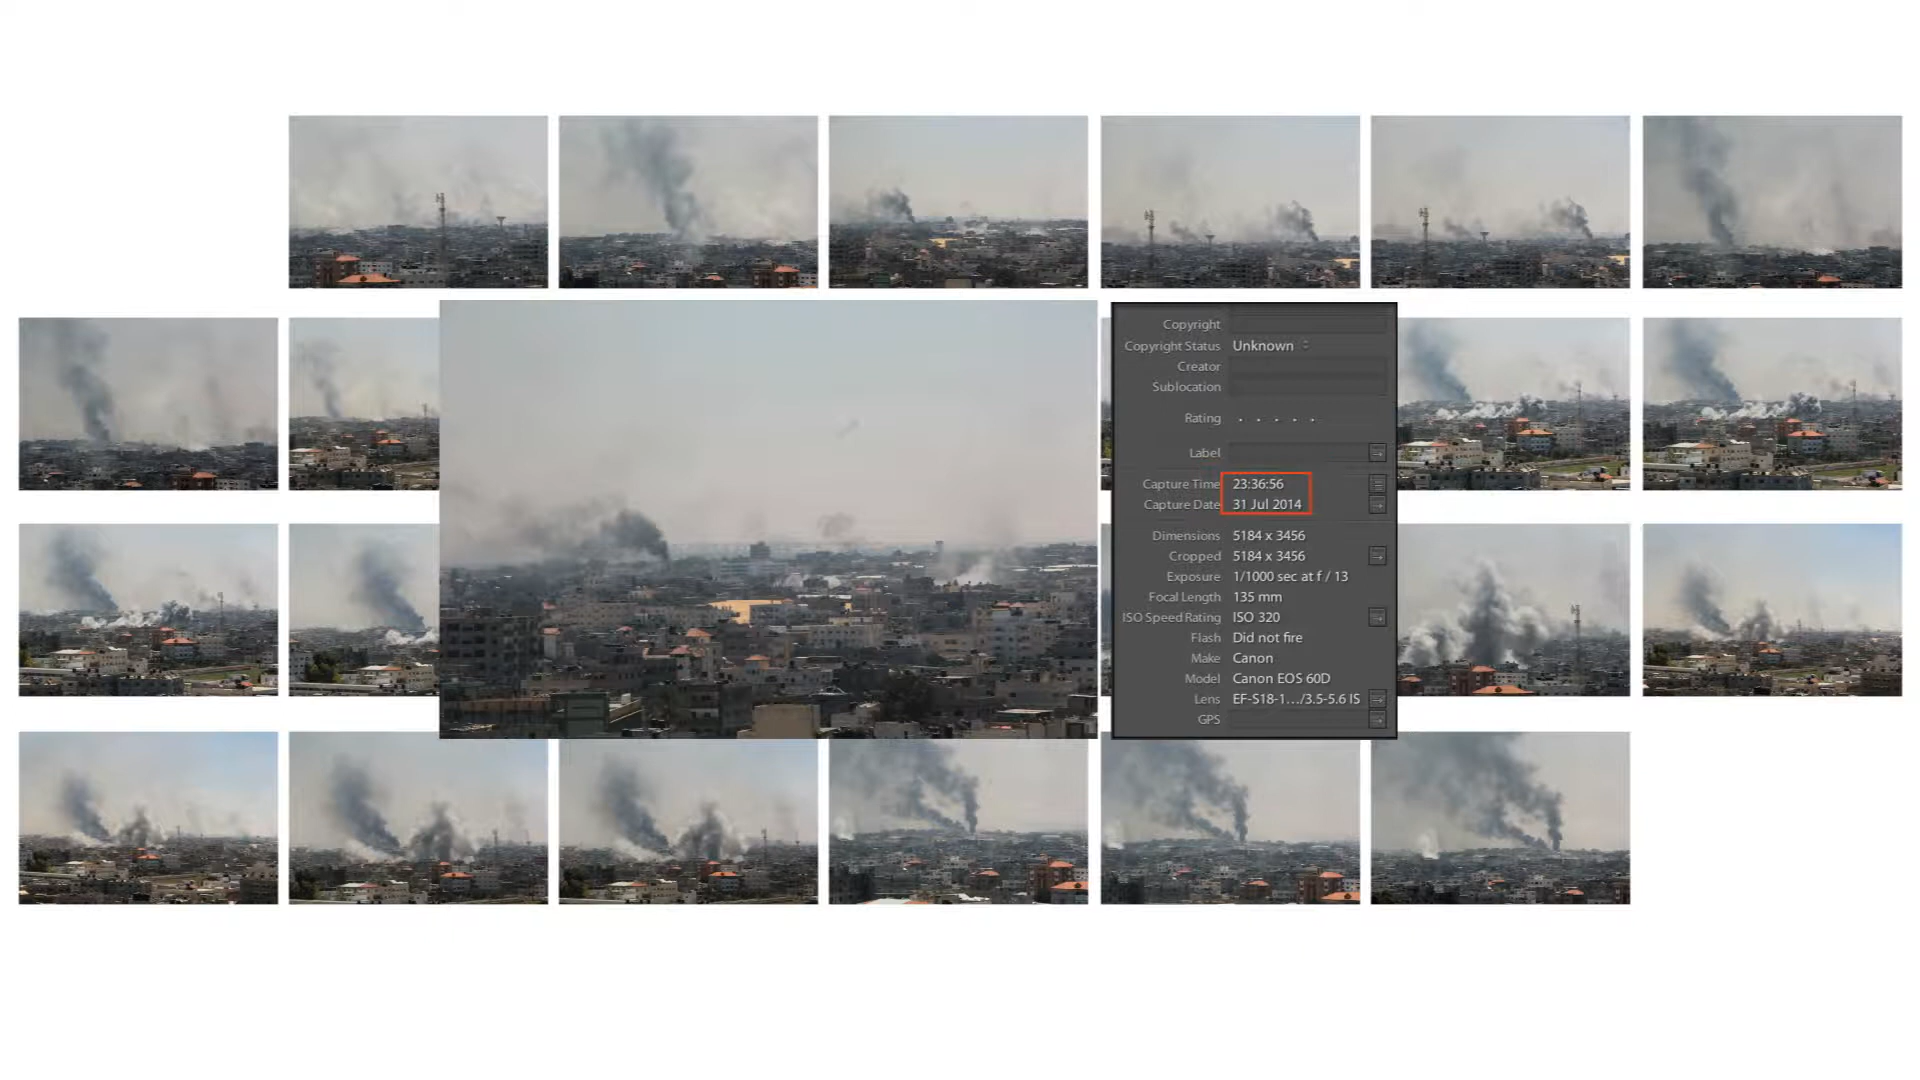 Copyright
Copyright Status Unknown
Creator
Sublocation
Rating . . . . .
Label
Capture Time 23:36:56
Capture Date 31 Jul 2014
Dimensions 5184 x 3456
Cropped 5184 x 3456
Exposure 1/1000 sec at f / 13
Focal Length 135 mm
ISO Speed Rating ISO 320
Flash Did not fire
Make Canon
Model Canon EOS 60D
Lens EF-S18-1.../3.5-5.6 IS
GPS